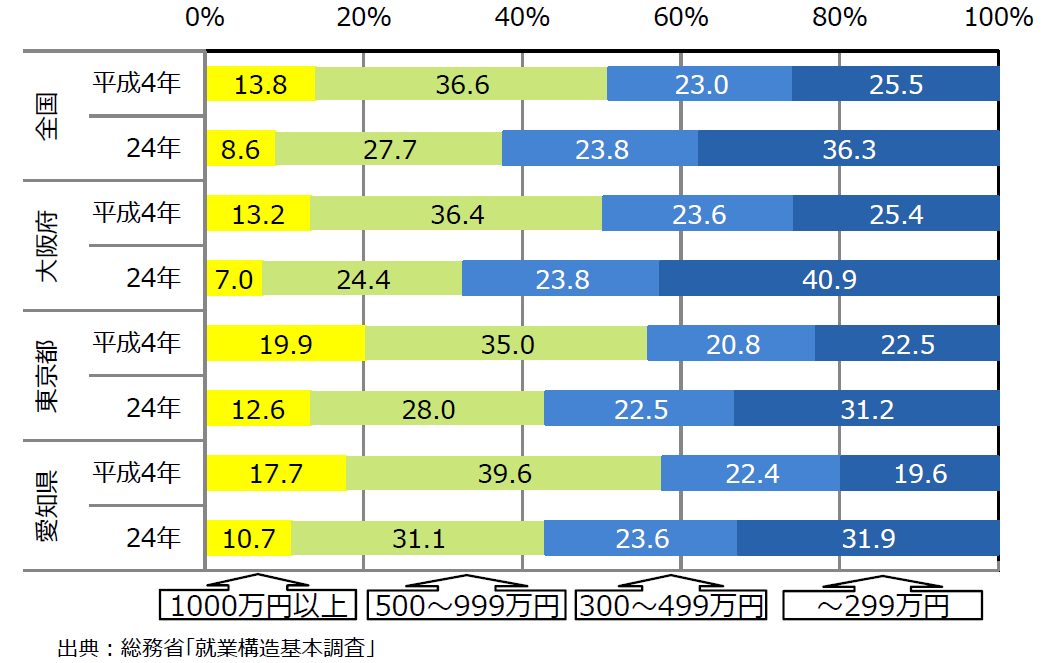 0% 20% 40% 60% 80% 100%
全国
平成4年 13.8 36.6 23.0 25.5
24年 8.6 27.7 23.8 36.3
大阪府
平成4年 13.2 36.4 23.6 25.4
24年 7.0 24.4 23.8 40.9
東京都
平成4年 19.9 35.0 20.8 22.5
24年 12.6 28.0 22.5 31.2
愛知県
平成4年 17.7 39.6 22.4 19.6
24年 10.7 31.1 23.6 31.9
1000万円以上 500～999万円 300～499万円 ～299万円
出典：総務省｢就業構造基本調査｣